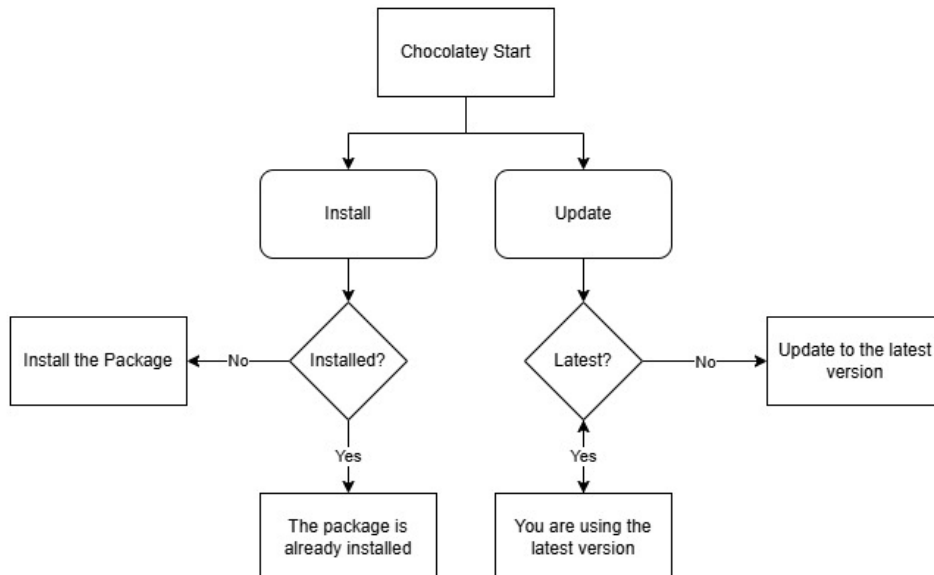 Chocolatey Start
Install
Update
Install the Package
No
Installed?
Latest?
No
Update to the latest
version
Yes
Yes
The package is
already installed
You are using the
latest version